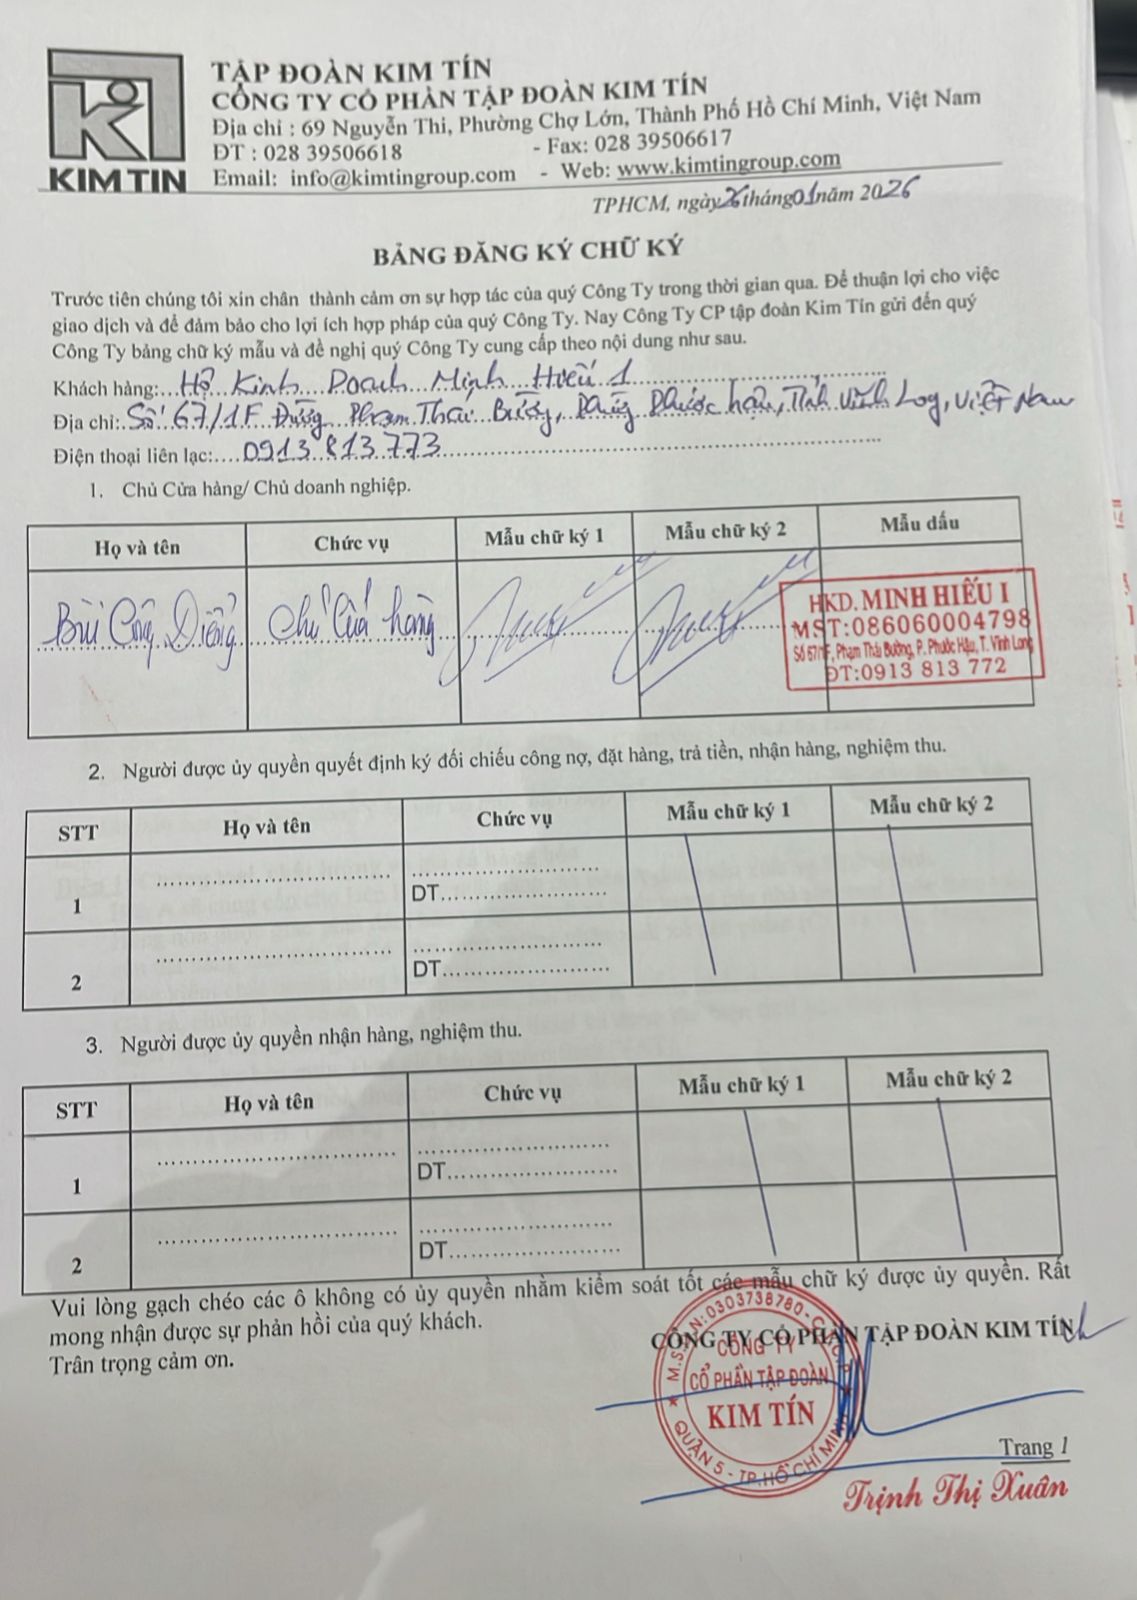 KIM TIN
TẬP ĐOÀN KIM TÍN
CÔNG TY CỔ PHẦN TẬP ĐOÀN KIM TÍN
Địa chỉ : 69 Nguyễn Thi, Phường Chợ Lớn, Thành Phố Hồ Chí Minh, Việt Nam
ĐT : 028 39506618 - Fax: 028 39506617
Email: info@kimtingroup.com - Web: www.kimtingroup.com
TPHCM, ngày 26 tháng 01 năm 2026
BẢNG ĐĂNG KÝ CHỮ KÝ
Trước tiên chúng tôi xin chân thành cảm ơn sự hợp tác của quý Công Ty trong thời gian qua. Để thuận lợi cho việc
giao dịch và để đảm bảo cho lợi ích hợp pháp của quý Công Ty. Nay Công Ty CP tập đoàn Kim Tín gửi đến quý
Công Ty bảng chữ ký mẫu và đề nghị quý Công Ty cung cấp theo nội dung như sau.
Khách hàng:... Hộ Kinh Doanh Minh Hiếu 1
Địa chỉ: Số 67/1F Đường Phạm Thái Bường, Phường Phước hậu, Tỉnh Vĩnh Long, Việt Nam
Điện thoại liên lạc:.... 0913 813 773
1. Chủ Cửa hàng/ Chủ doanh nghiệp.
Họ và tên Chức vụ Mẫu chữ ký 1 Mẫu chữ ký 2 Mẫu dấu
Bùi Công Điểng Chủ Cửa hàng
HKD. MINH HIẾU I
MST:086060004798
Số 67/1F, Phạm Thái Bường, P. Phước Hậu, T. Vĩnh Long
ĐT:0913 813 772
2. Người được ủy quyền quyết định ký đối chiếu công nợ, đặt hàng, trả tiền, nhận hàng, nghiệm thu.
STT Họ và tên Chức vụ Mẫu chữ ký 1 Mẫu chữ ký 2
1 DT
2 DT
3. Người được ủy quyền nhận hàng, nghiệm thu.
STT Họ và tên Chức vụ Mẫu chữ ký 1 Mẫu chữ ký 2
1 DT
2 DT
Vui lòng gạch chéo các ô không có ủy quyền nhằm kiểm soát tốt các mẫu chữ ký được ủy quyền. Rất
mong nhận được sự phản hồi của quý khách.
Trân trọng cảm ơn.
CÔNG TY CỔ PHẦN TẬP ĐOÀN KIM TÍN
M.S.D.N:0303738780
CÔNG TY
CỔ PHẦN TẬP ĐOÀN
KIM TÍN
QUẬN 5 - TP.HỒ CHÍ MINH
Trang 1
Trịnh Thị Xuân